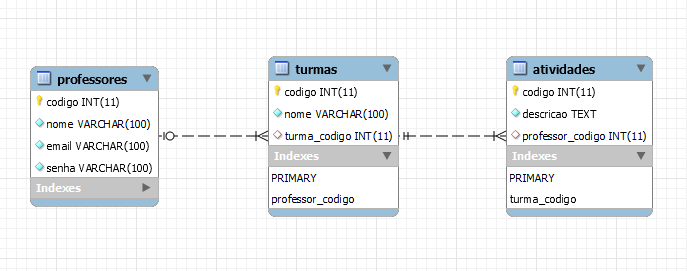 professores
codigo INT(11)
nome VARCHAR(100)
email VARCHAR(100)
senha VARCHAR(100)
Indexes
turmas
codigo INT(11)
nome VARCHAR(100)
turma_codigo INT(11)
Indexes
PRIMARY
professor_codigo
atividades
codigo INT(11)
descricao TEXT
professor_codigo INT(11)
Indexes
PRIMARY
turma_codigo